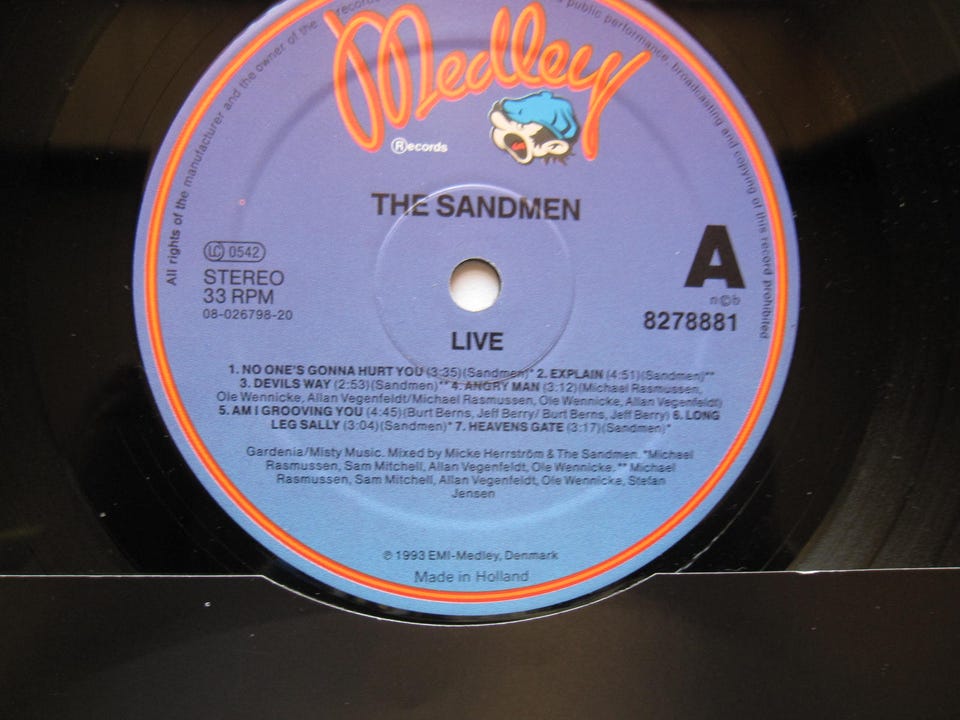 All rights of the manufacturer and the owner of the records
public performance, broadcasting and copying of this record prohibited
Medley
Records
THE SANDMEN
LC 0542
STEREO
33 RPM
08-026798-20
A
n©b
8278881
LIVE
1. NO ONE'S GONNA HURT YOU (3:35)(Sandmen)* 2. EXPLAIN (4:51)(Sandmen)**
3. DEVILS WAY (2:53)(Sandmen)** 4. ANGRY MAN (3:12)(Michael Rasmussen,
Ole Wennicke, Allan Vegenfeldt/Michael Rasmussen, Ole Wennicke, Allan Vegenfeldt)
5. AM I GROOVING YOU (4:45)(Burt Berns, Jeff Berry/ Burt Berns, Jeff Berry) 6. LONG
LEG SALLY (3:04)(Sandmen)* 7. HEAVENS GATE (3:17)(Sandmen)*
Gardenia/Misty Music. Mixed by Micke Herrström & The Sandmen. *Michael
Rasmussen, Sam Mitchell, Allan Vegenfeldt, Ole Wennicke. ** Michael
Rasmussen, Sam Mitchell, Allan Vegenfeldt, Ole Wennicke, Stefan
Jensen
℗ 1993 EMI-Medley, Denmark
Made in Holland